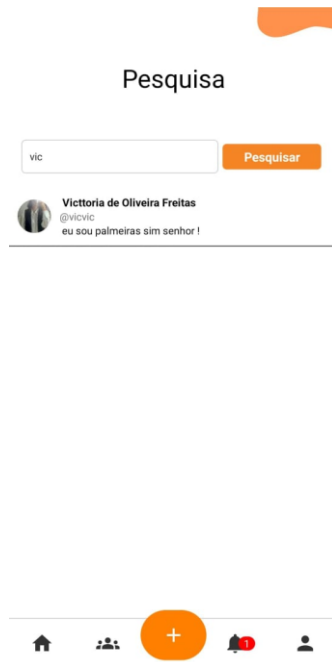 Pesquisa
vic
Pesquisar
Victtoria de Oliveira Freitas
@vicvic
eu sou palmeiras sim senhor !
+
1